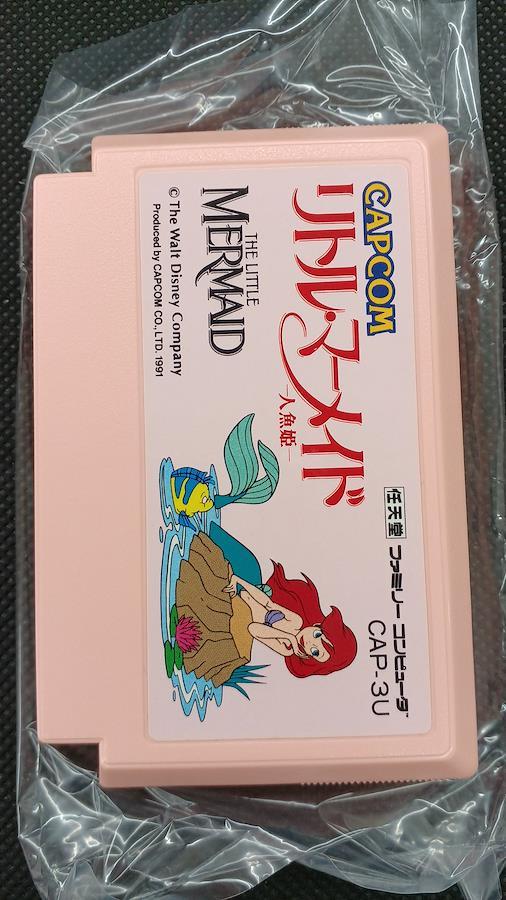 CAPCOM
リトル・マーメイド
─人魚姫─
THE LITTLE
MERMAID
© The Walt Disney Company
Produced by CAPCOM CO., LTD. 1991
任天堂 ファミリー コンピュータ™
CAP-3U